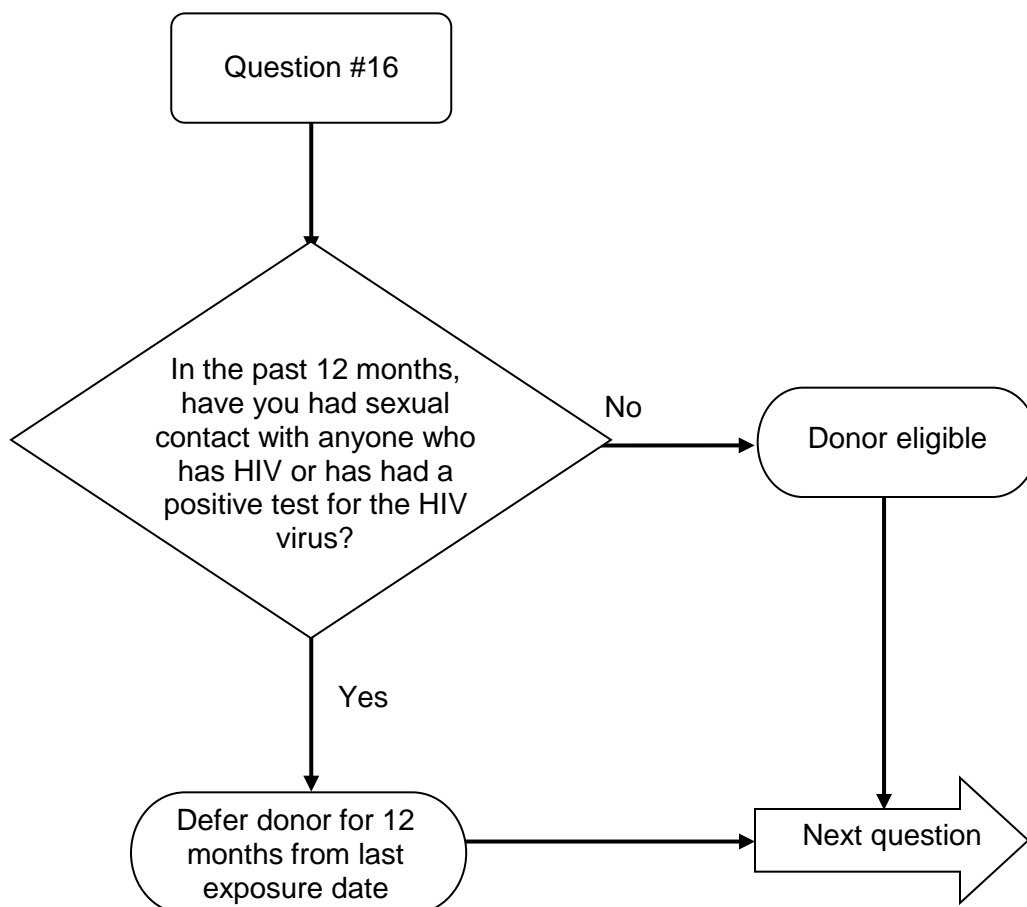 Question #16
In the past 12 months,
have you had sexual
contact with anyone who
has HIV or has had a
positive test for the HIV
virus?
No
Donor eligible
Yes
Defer donor for 12
months from last
exposure date
Next question